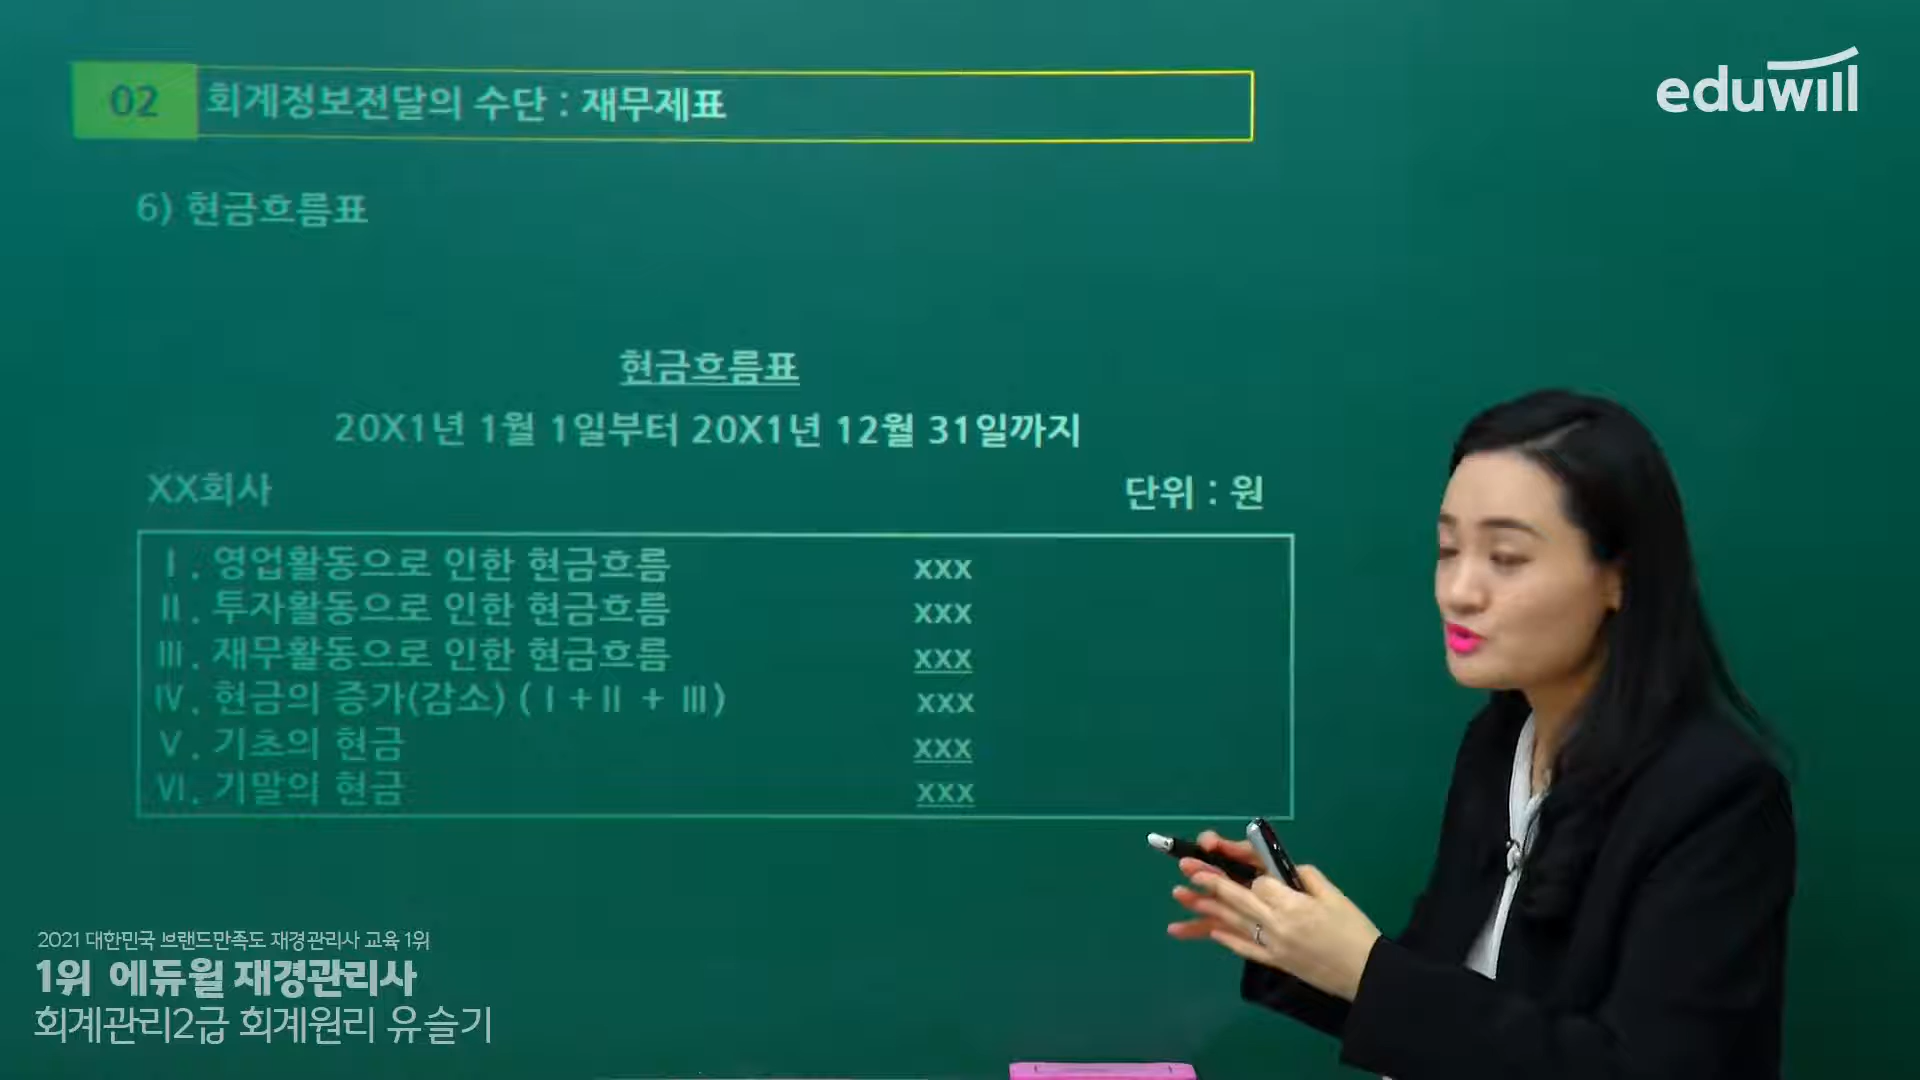 02 회계정보전달의 수단 : 재무제표
eduwill
6) 현금흐름표
현금흐름표
20X1년 1월 1일부터 20X1년 12월 31일까지
XX회사 단위 : 원
Ⅰ. 영업활동으로 인한 현금흐름 xxx
Ⅱ. 투자활동으로 인한 현금흐름 xxx
Ⅲ. 재무활동으로 인한 현금흐름 xxx
Ⅳ. 현금의 증가(감소) (Ⅰ+Ⅱ + Ⅲ) xxx
Ⅴ. 기초의 현금 xxx
Ⅵ. 기말의 현금 xxx
2021 대한민국 브랜드만족도 재경관리사 교육 1위
1위 에듀윌 재경관리사
회계관리2급 회계원리 유슬기